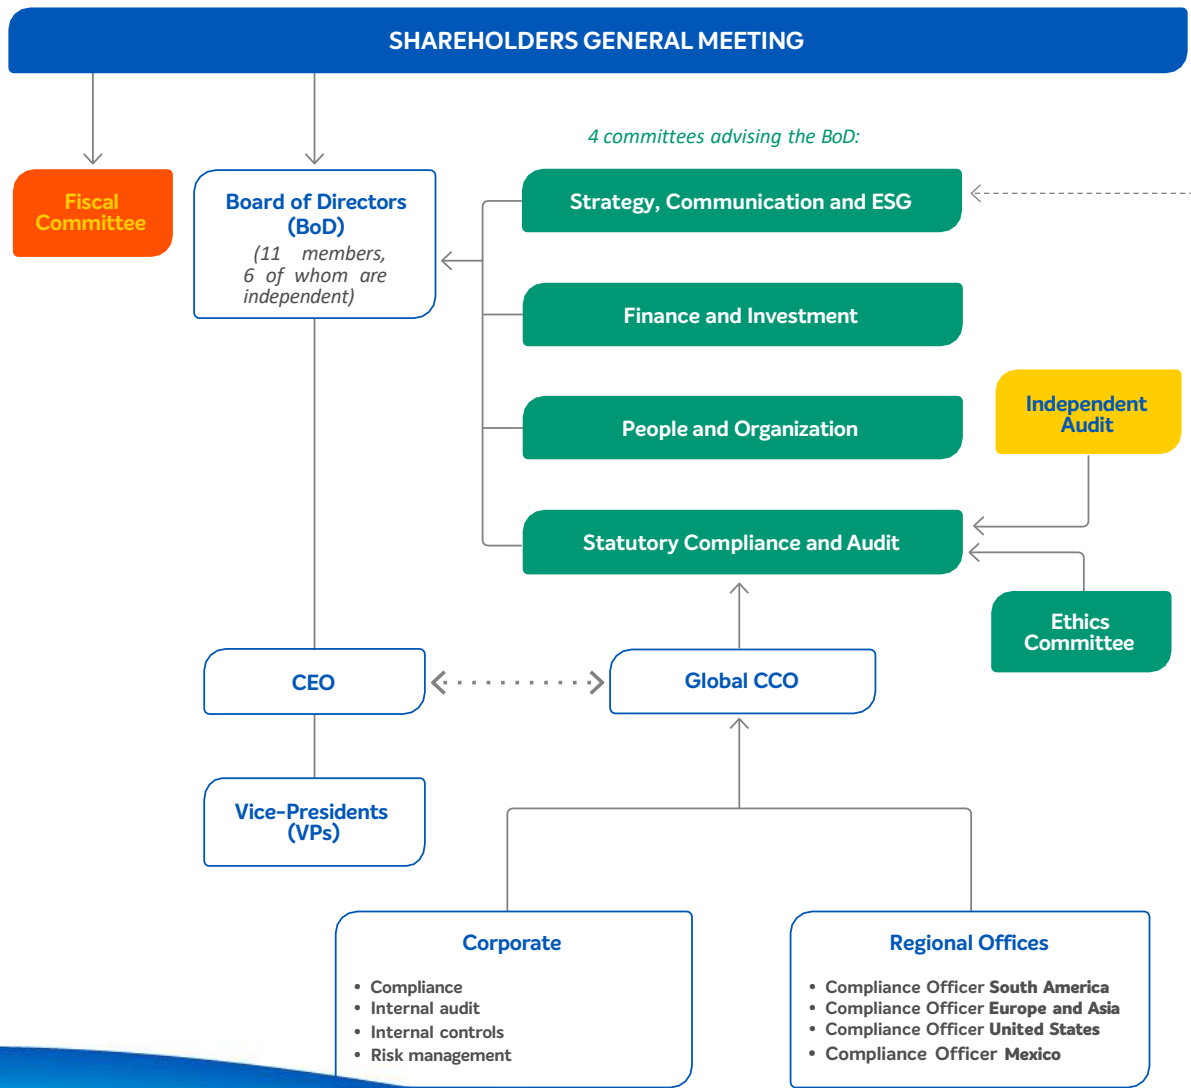 SHAREHOLDERS GENERAL MEETING
4 committees advising the BoD:
Fiscal
Committee
Board of Directors
(BoD)
(11 members,
6 of whom are
independent)
Strategy, Communication and ESG
Finance and Investment
People and Organization
Independent
Audit
Statutory Compliance and Audit
Ethics
Committee
CEO
Global CCO
Vice-Presidents
(VPs)
Corporate
• Compliance
• Internal audit
• Internal controls
• Risk management
Regional Offices
• Compliance Officer South America
• Compliance Officer Europe and Asia
• Compliance Officer United States
• Compliance Officer Mexico